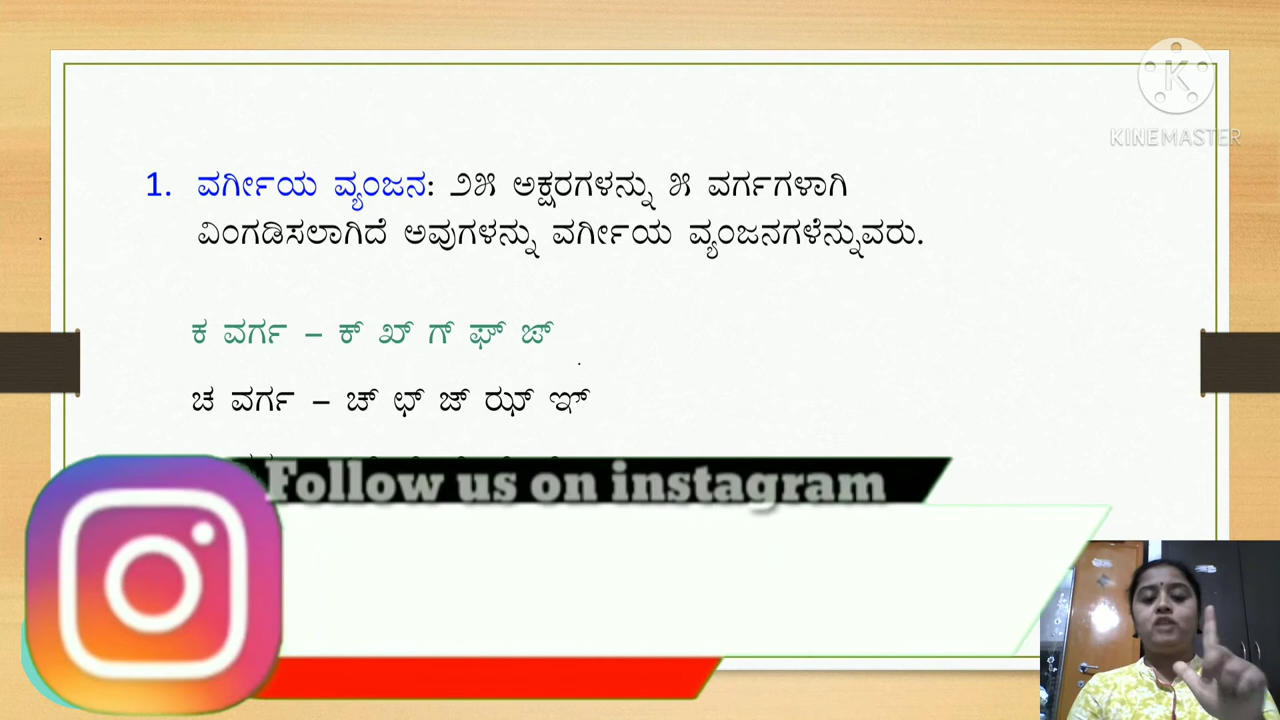 1. ವರ್ಗೀಯ ವ್ಯಂಜನ: ೨೫ ಅಕ್ಷರಗಳನ್ನು ೫ ವರ್ಗಗಳಾಗಿ
ವಿಂಗಡಿಸಲಾಗಿದೆ ಅವುಗಳನ್ನು ವರ್ಗೀಯ ವ್ಯಂಜನಗಳೆನ್ನುವರು.
ಕ ವರ್ಗ – ಕ್ ಖ್ ಗ್ ಘ್ ಙ್
ಚ ವರ್ಗ – ಚ್ ಛ್ ಜ್ ಝ್ ಞ್
Follow us on instagram
K
KINEMASTER